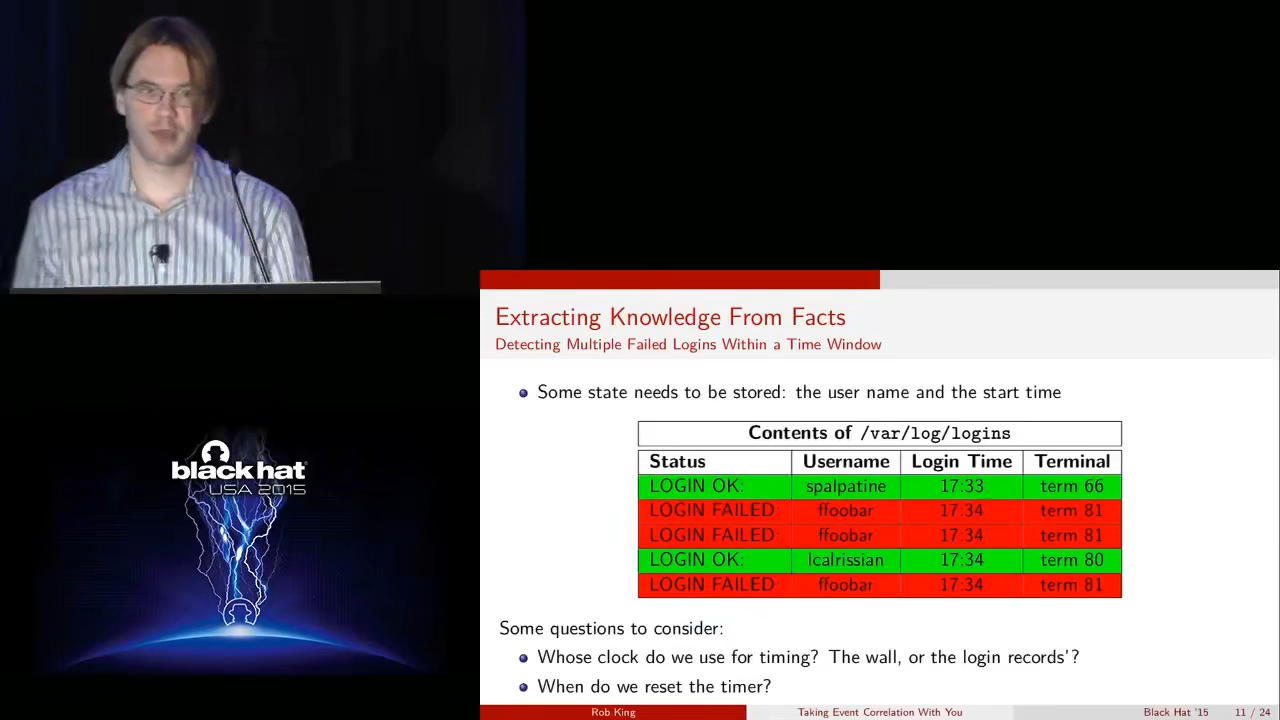 Extracting Knowledge From Facts
Detecting Multiple Failed Logins Within a Time Window
Some state needs to be stored: the user name and the start time
Contents of /var/log/logins
Status Username Login Time Terminal
LOGIN OK: spalpatine 17:33 term 66
LOGIN FAILED: ffoobar 17:34 term 81
LOGIN FAILED: ffoobar 17:34 term 81
LOGIN OK: lcalrissian 17:34 term 80
LOGIN FAILED: ffoobar 17:34 term 81
Some questions to consider:
Whose clock do we use for timing? The wall, or the login records'?
When do we reset the timer?
Rob King Taking Event Correlation With You Black Hat '15 11 / 24
black hat
USA 2015